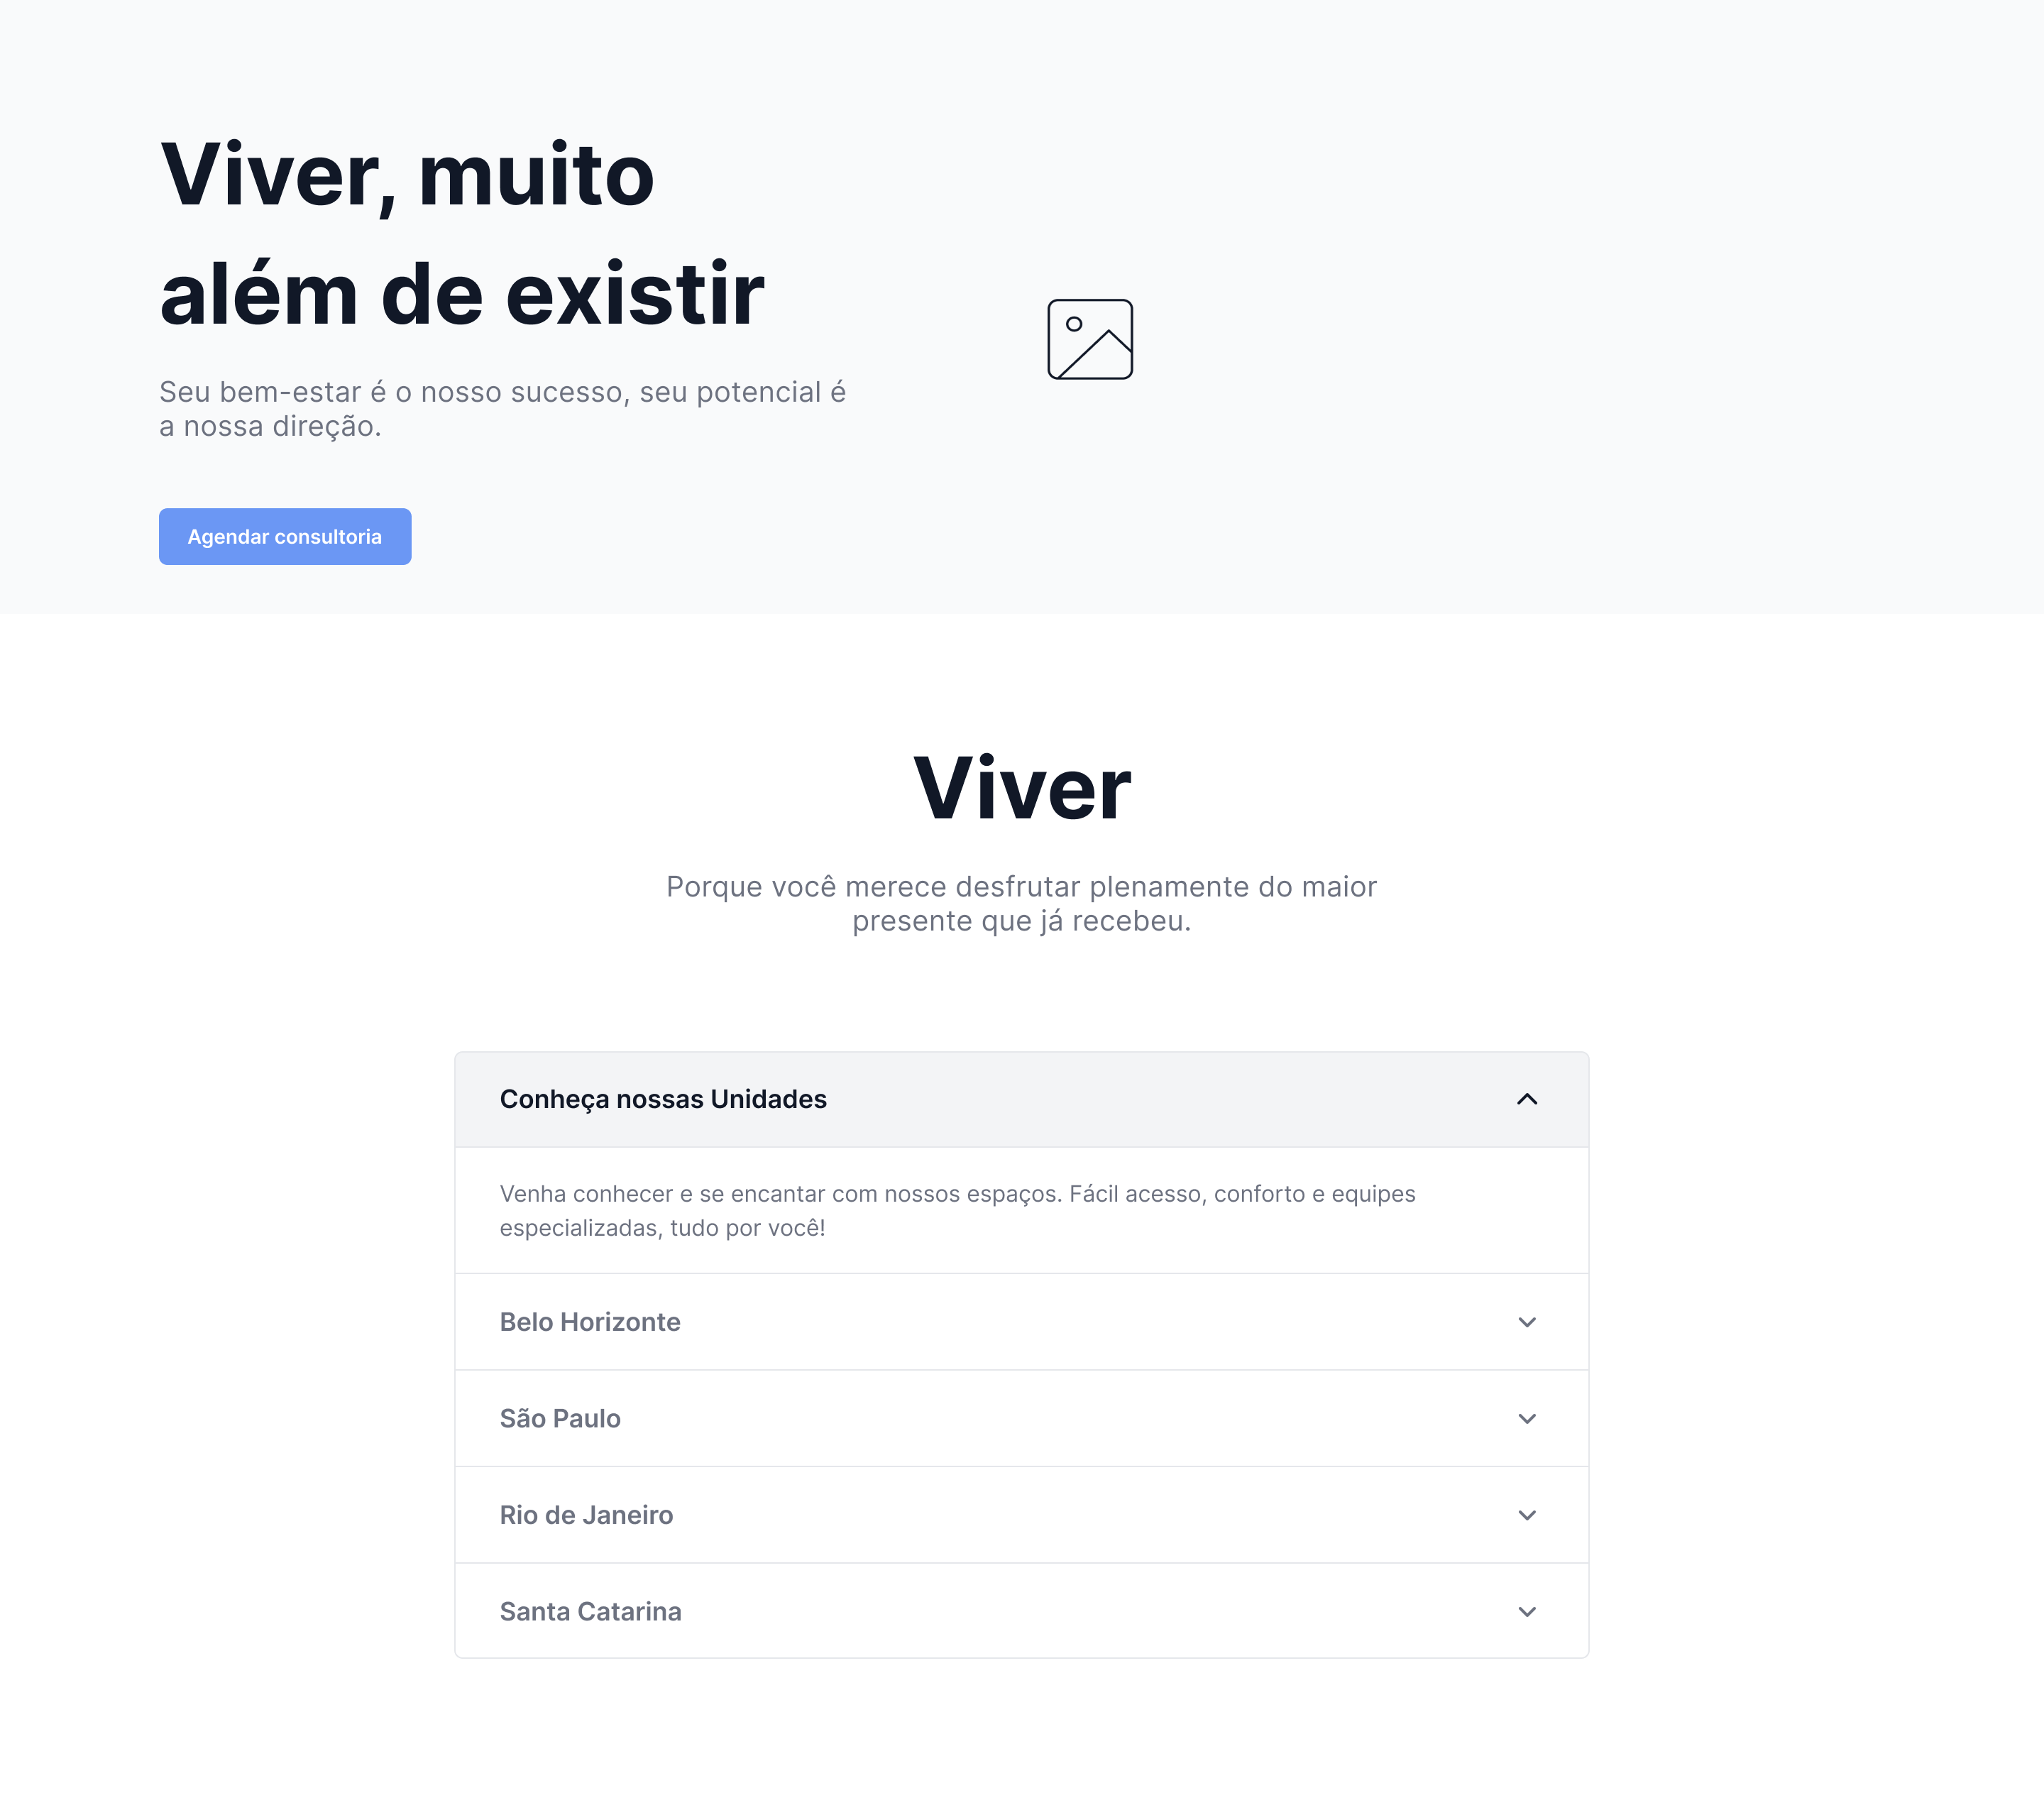 Viver, muito
além de existir
Seu bem-estar é o nosso sucesso, seu potencial é
a nossa direção.
Agendar consultoria
Viver
Porque você merece desfrutar plenamente do maior
presente que já recebeu.
Conheça nossas Unidades
Venha conhecer e se encantar com nossos espaços. Fácil acesso, conforto e equipes
especializadas, tudo por você!
Belo Horizonte
São Paulo
Rio de Janeiro
Santa Catarina